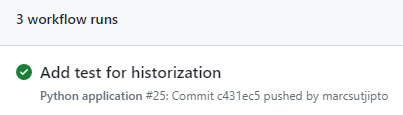 3 workflow runs
Add test for historization
Python application #25: Commit c431ec5 pushed by marcsutjipto